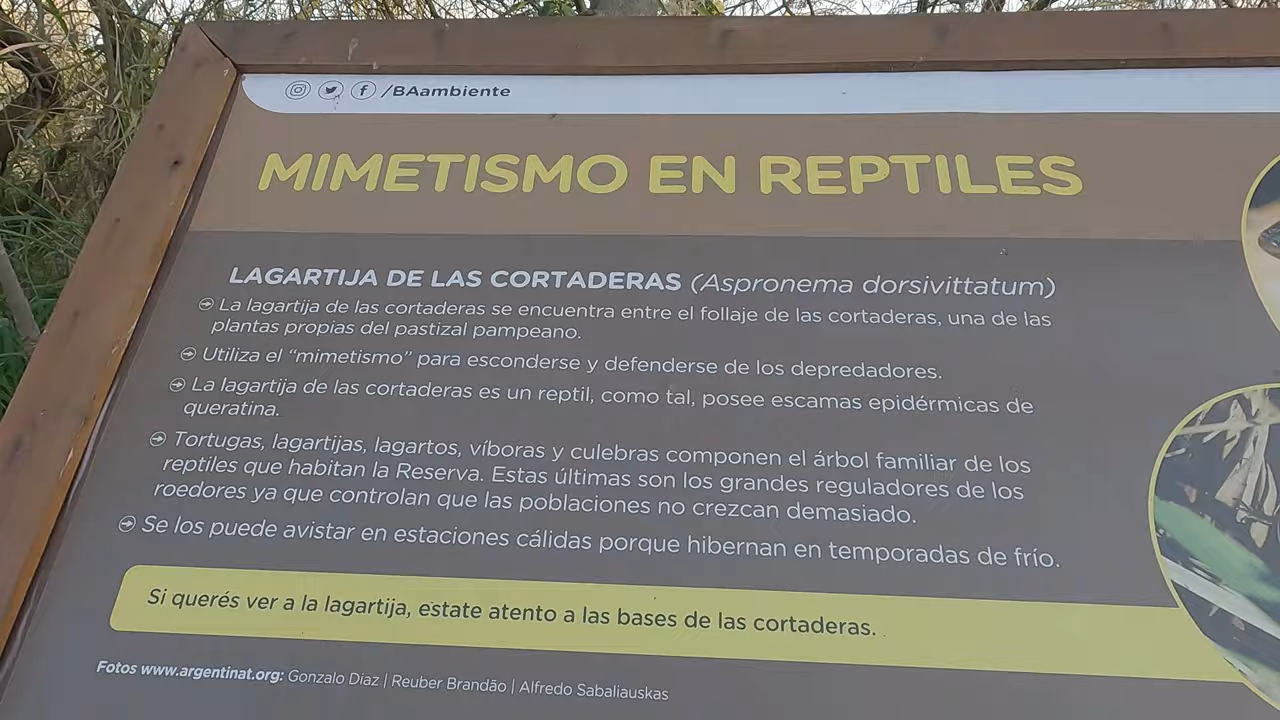 /BAambiente
MIMETISMO EN REPTILES
LAGARTIJA DE LAS CORTADERAS (Aspronema dorsivittatum)
La lagartija de las cortaderas se encuentra entre el follaje de las cortaderas, una de las
plantas propias del pastizal pampeano.
Utiliza el “mimetismo” para esconderse y defenderse de los depredadores.
La lagartija de las cortaderas es un reptil, como tal, posee escamas epidérmicas de
queratina.
Tortugas, lagartijas, lagartos, víboras y culebras componen el árbol familiar de los
reptiles que habitan la Reserva. Estas últimas son los grandes reguladores de los
roedores ya que controlan que las poblaciones no crezcan demasiado.
Se los puede avistar en estaciones cálidas porque hibernan en temporadas de frío.
Si querés ver a la lagartija, estate atento a las bases de las cortaderas.
Fotos www.argentinat.org: Gonzalo Diaz | Reuber Brandão | Alfredo Sabaliauskas